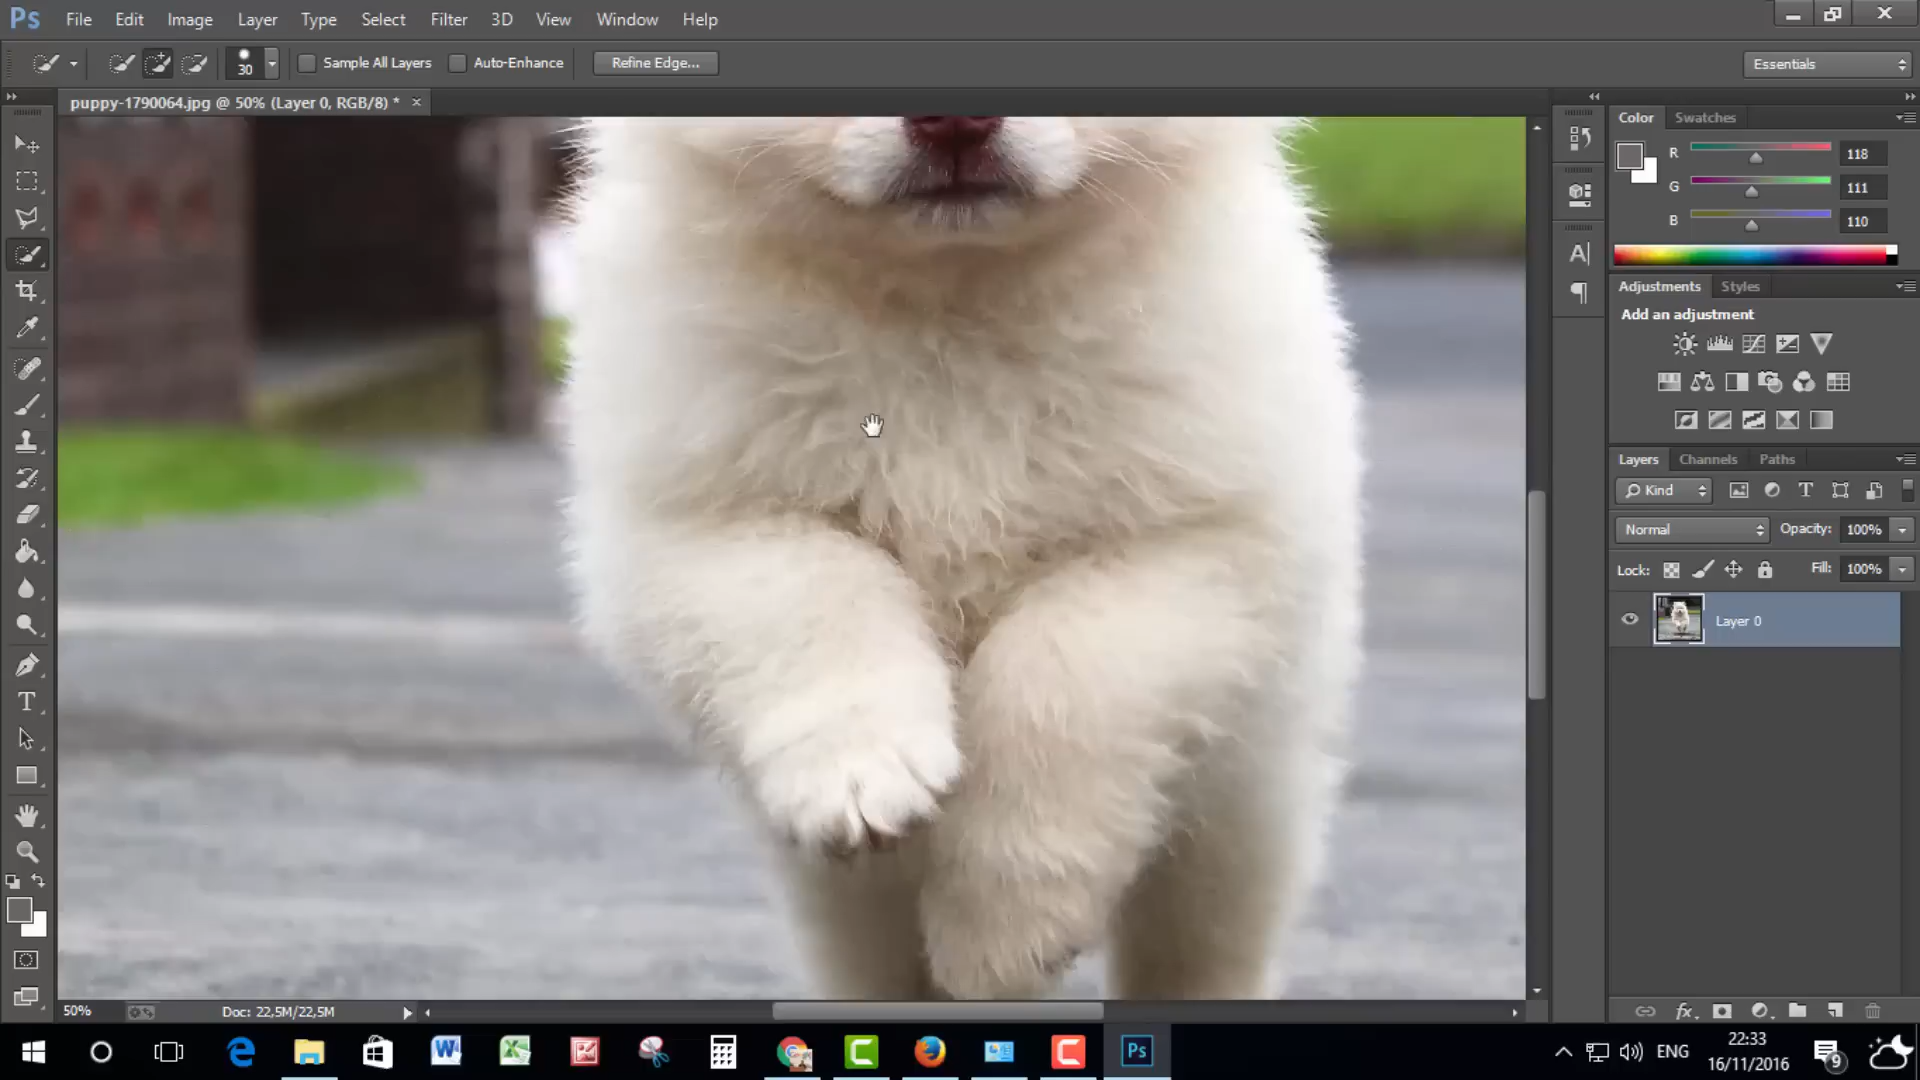 Ps File Edit Image Layer Type Select Filter 3D View Window Help
30 Sample All Layers Auto-Enhance Refine Edge... Essentials
puppy-1790064.jpg @ 50% (Layer 0, RGB/8) * ×
Color Swatches
R 118
G 111
B 110
Adjustments Styles
Add an adjustment
Layers Channels Paths
Kind
Normal Opacity: 100%
Lock: Fill: 100%
Layer 0
50% Doc: 22,5M/22,5M
ENG 22:33
16/11/2016
9
Ps